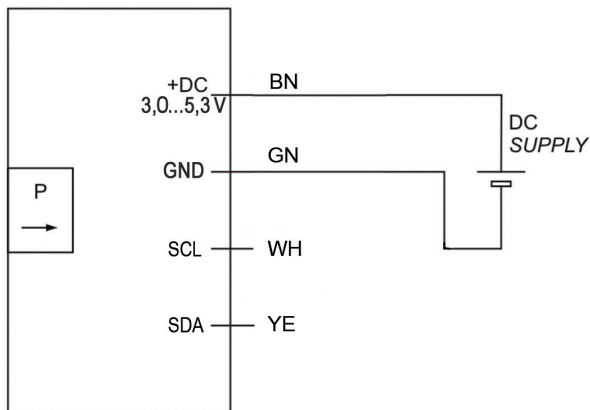 +DC
3,0...5,3 V
BN
DC
SUPPLY
GND
GN
P
SCL
WH
SDA
YE